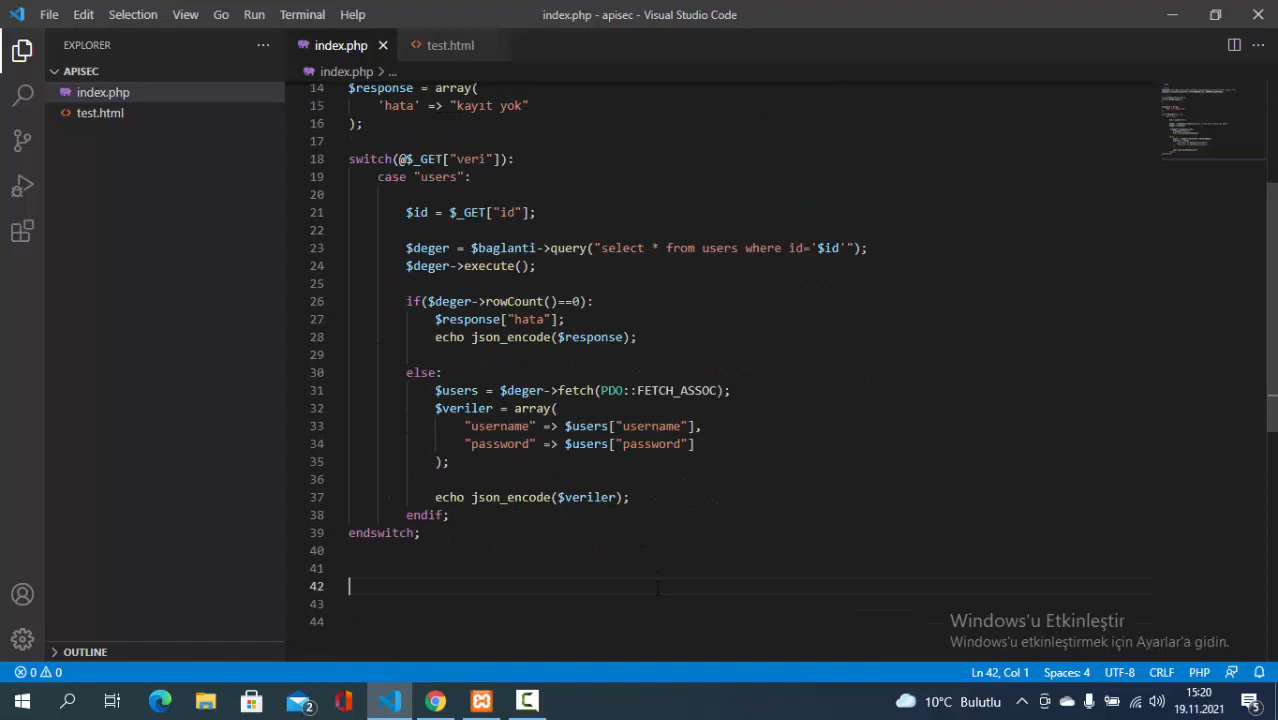 File Edit Selection View Go Run Terminal Help
index.php - apisec - Visual Studio Code
EXPLORER
index.php
test.html
APISEC
index.php > ...
index.php
test.html
14 $response = array(
15 'hata' => "kayıt yok"
16 );
17
18 switch(@$_GET["veri"]):
19 case "users":
20
21 $id = $_GET["id"];
22
23 $deger = $baglanti->query("select * from users where id='$id'");
24 $deger->execute();
25
26 if($deger->rowCount()==0):
27 $response["hata"];
28 echo json_encode($response);
29
30 else:
31 $users = $deger->fetch(PDO::FETCH_ASSOC);
32 $veriler = array(
33 "username" => $users["username"],
34 "password" => $users["password"]
35 );
36
37 echo json_encode($veriler);
38 endif;
39 endswitch;
40
41
42
43
44
Windows'u Etkinleştir
Windows'u etkinleştirmek için Ayarlar'a gidin.
OUTLINE
0 0
Ln 42, Col 1 Spaces: 4 UTF-8 CRLF PHP
2
10°C Bulutlu
15:20
19.11.2021
5